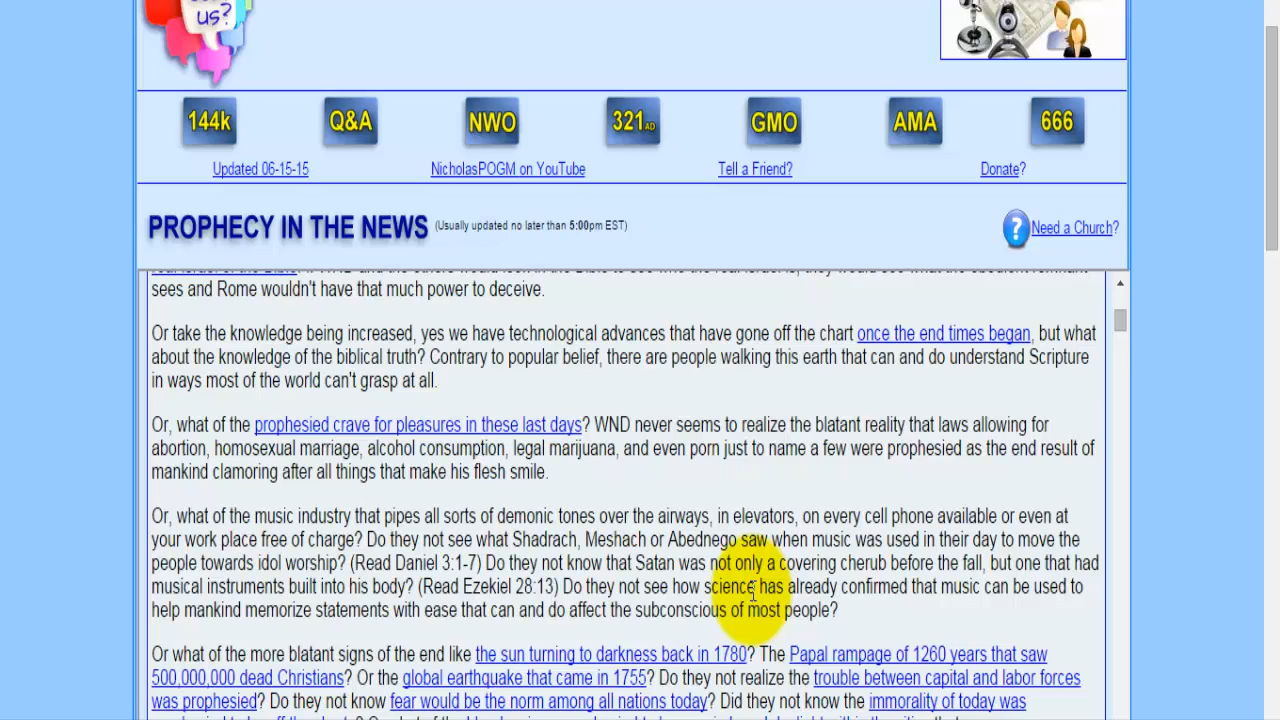 us?
144k Q&A NWO 321AD GMO AMA 666
Updated 06-15-15 NicholasPOGM on YouTube Tell a Friend? Donate?
PROPHECY IN THE NEWS (Usually updated no later than 5:00pm EST) Need a Church?
sees and Rome wouldn't have that much power to deceive.
Or take the knowledge being increased, yes we have technological advances that have gone off the chart once the end times began, but what
about the knowledge of the biblical truth? Contrary to popular belief, there are people walking this earth that can and do understand Scripture
in ways most of the world can't grasp at all.
Or, what of the prophesied crave for pleasures in these last days? WND never seems to realize the blatant reality that laws allowing for
abortion, homosexual marriage, alcohol consumption, legal marijuana, and even porn just to name a few were prophesied as the end result of
mankind clamoring after all things that make his flesh smile.
Or, what of the music industry that pipes all sorts of demonic tones over the airways, in elevators, on every cell phone available or even at
your work place free of charge? Do they not see what Shadrach, Meshach or Abednego saw when music was used in their day to move the
people towards idol worship? (Read Daniel 3:1-7) Do they not know that Satan was not only a covering cherub before the fall, but one that had
musical instruments built into his body? (Read Ezekiel 28:13) Do they not see how science has already confirmed that music can be used to
help mankind memorize statements with ease that can and do affect the subconscious of most people?
Or what of the more blatant signs of the end like the sun turning to darkness back in 1780? The Papal rampage of 1260 years that saw
500,000,000 dead Christians? Or the global earthquake that came in 1755? Do they not realize the trouble between capital and labor forces
was prophesied? Do they not know fear would be the norm among all nations today? Did they not know the immorality of today was